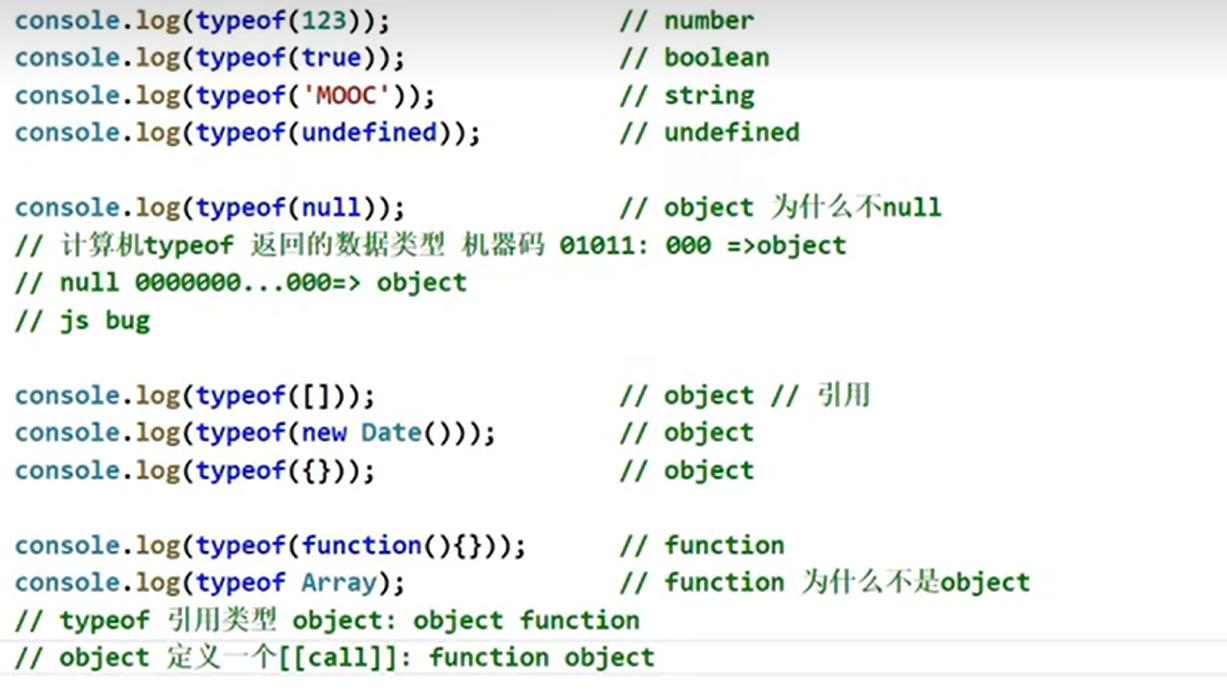 console.log(typeof(123)); // number
console.log(typeof(true)); // boolean
console.log(typeof('MOOC')); // string
console.log(typeof(undefined)); // undefined
console.log(typeof(null)); // object 为什么不null
// 计算机typeof 返回的数据类型 机器码 01011: 000 =>object
// null 0000000...000=> object
// js bug
console.log(typeof([])); // object // 引用
console.log(typeof(new Date())); // object
console.log(typeof({})); // object
console.log(typeof(function(){})); // function
console.log(typeof Array); // function 为什么不是object
// typeof 引用类型 object: object function
// object 定义一个[[call]]: function object